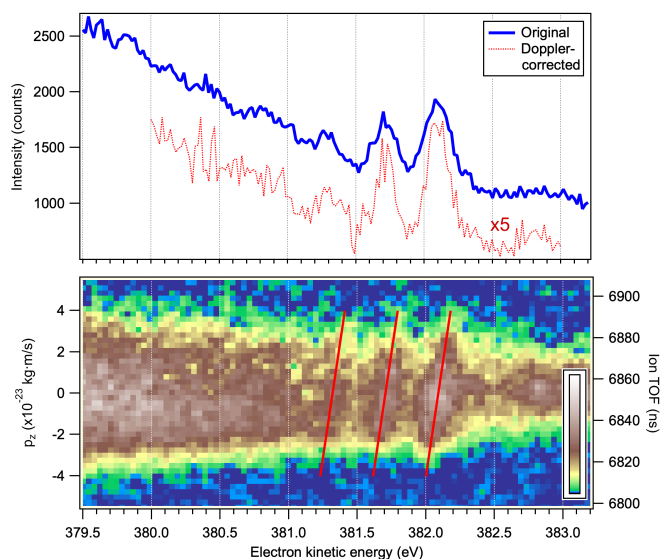 2500
2000
1500
1000
Intensity (counts)
Original
Doppler-
corrected
x5
4
2
0
-2
-4
p_z (x10^-23 kg·m/s)
6900
6880
6860
6840
6820
6800
Ion TOF (ns)
379.5 380.0 380.5 381.0 381.5 382.0 382.5 383.0
Electron kinetic energy (eV)